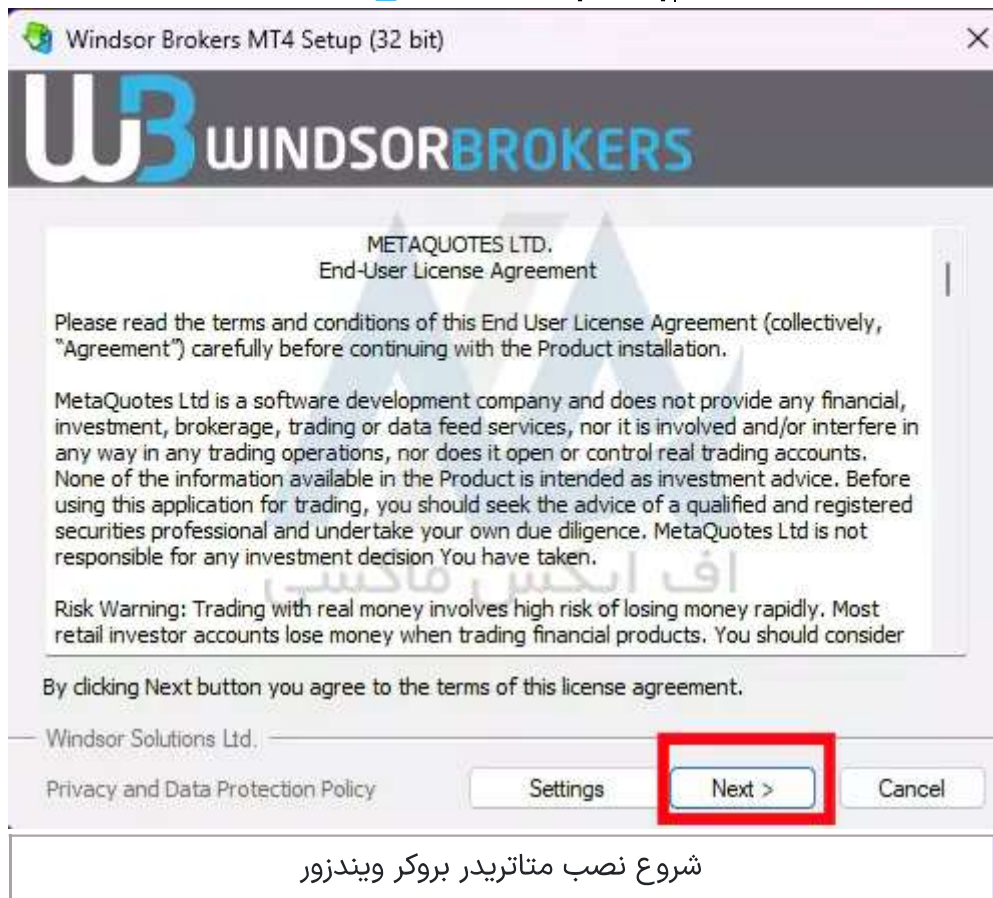 Windsor Brokers MT4 Setup (32 bit)
WB WINDSORBROKERS
METAQUOTES LTD.
End-User License Agreement
Please read the terms and conditions of this End User License Agreement (collectively,
“Agreement”) carefully before continuing with the Product installation.
MetaQuotes Ltd is a software development company and does not provide any financial,
investment, brokerage, trading or data feed services, nor it is involved and/or interfere in
any way in any trading operations, nor does it open or control real trading accounts.
None of the information available in the Product is intended as investment advice. Before
using this application for trading, you should seek the advice of a qualified and registered
securities professional and undertake your own due diligence. MetaQuotes Ltd is not
responsible for any investment decision You have taken.
اف ایکس ماکسی
Risk Warning: Trading with real money involves high risk of losing money rapidly. Most
retail investor accounts lose money when trading financial products. You should consider
By clicking Next button you agree to the terms of this license agreement.
Windsor Solutions Ltd.
Privacy and Data Protection Policy Settings Next > Cancel
شروع نصب متاتریدر بروکر ویندزور